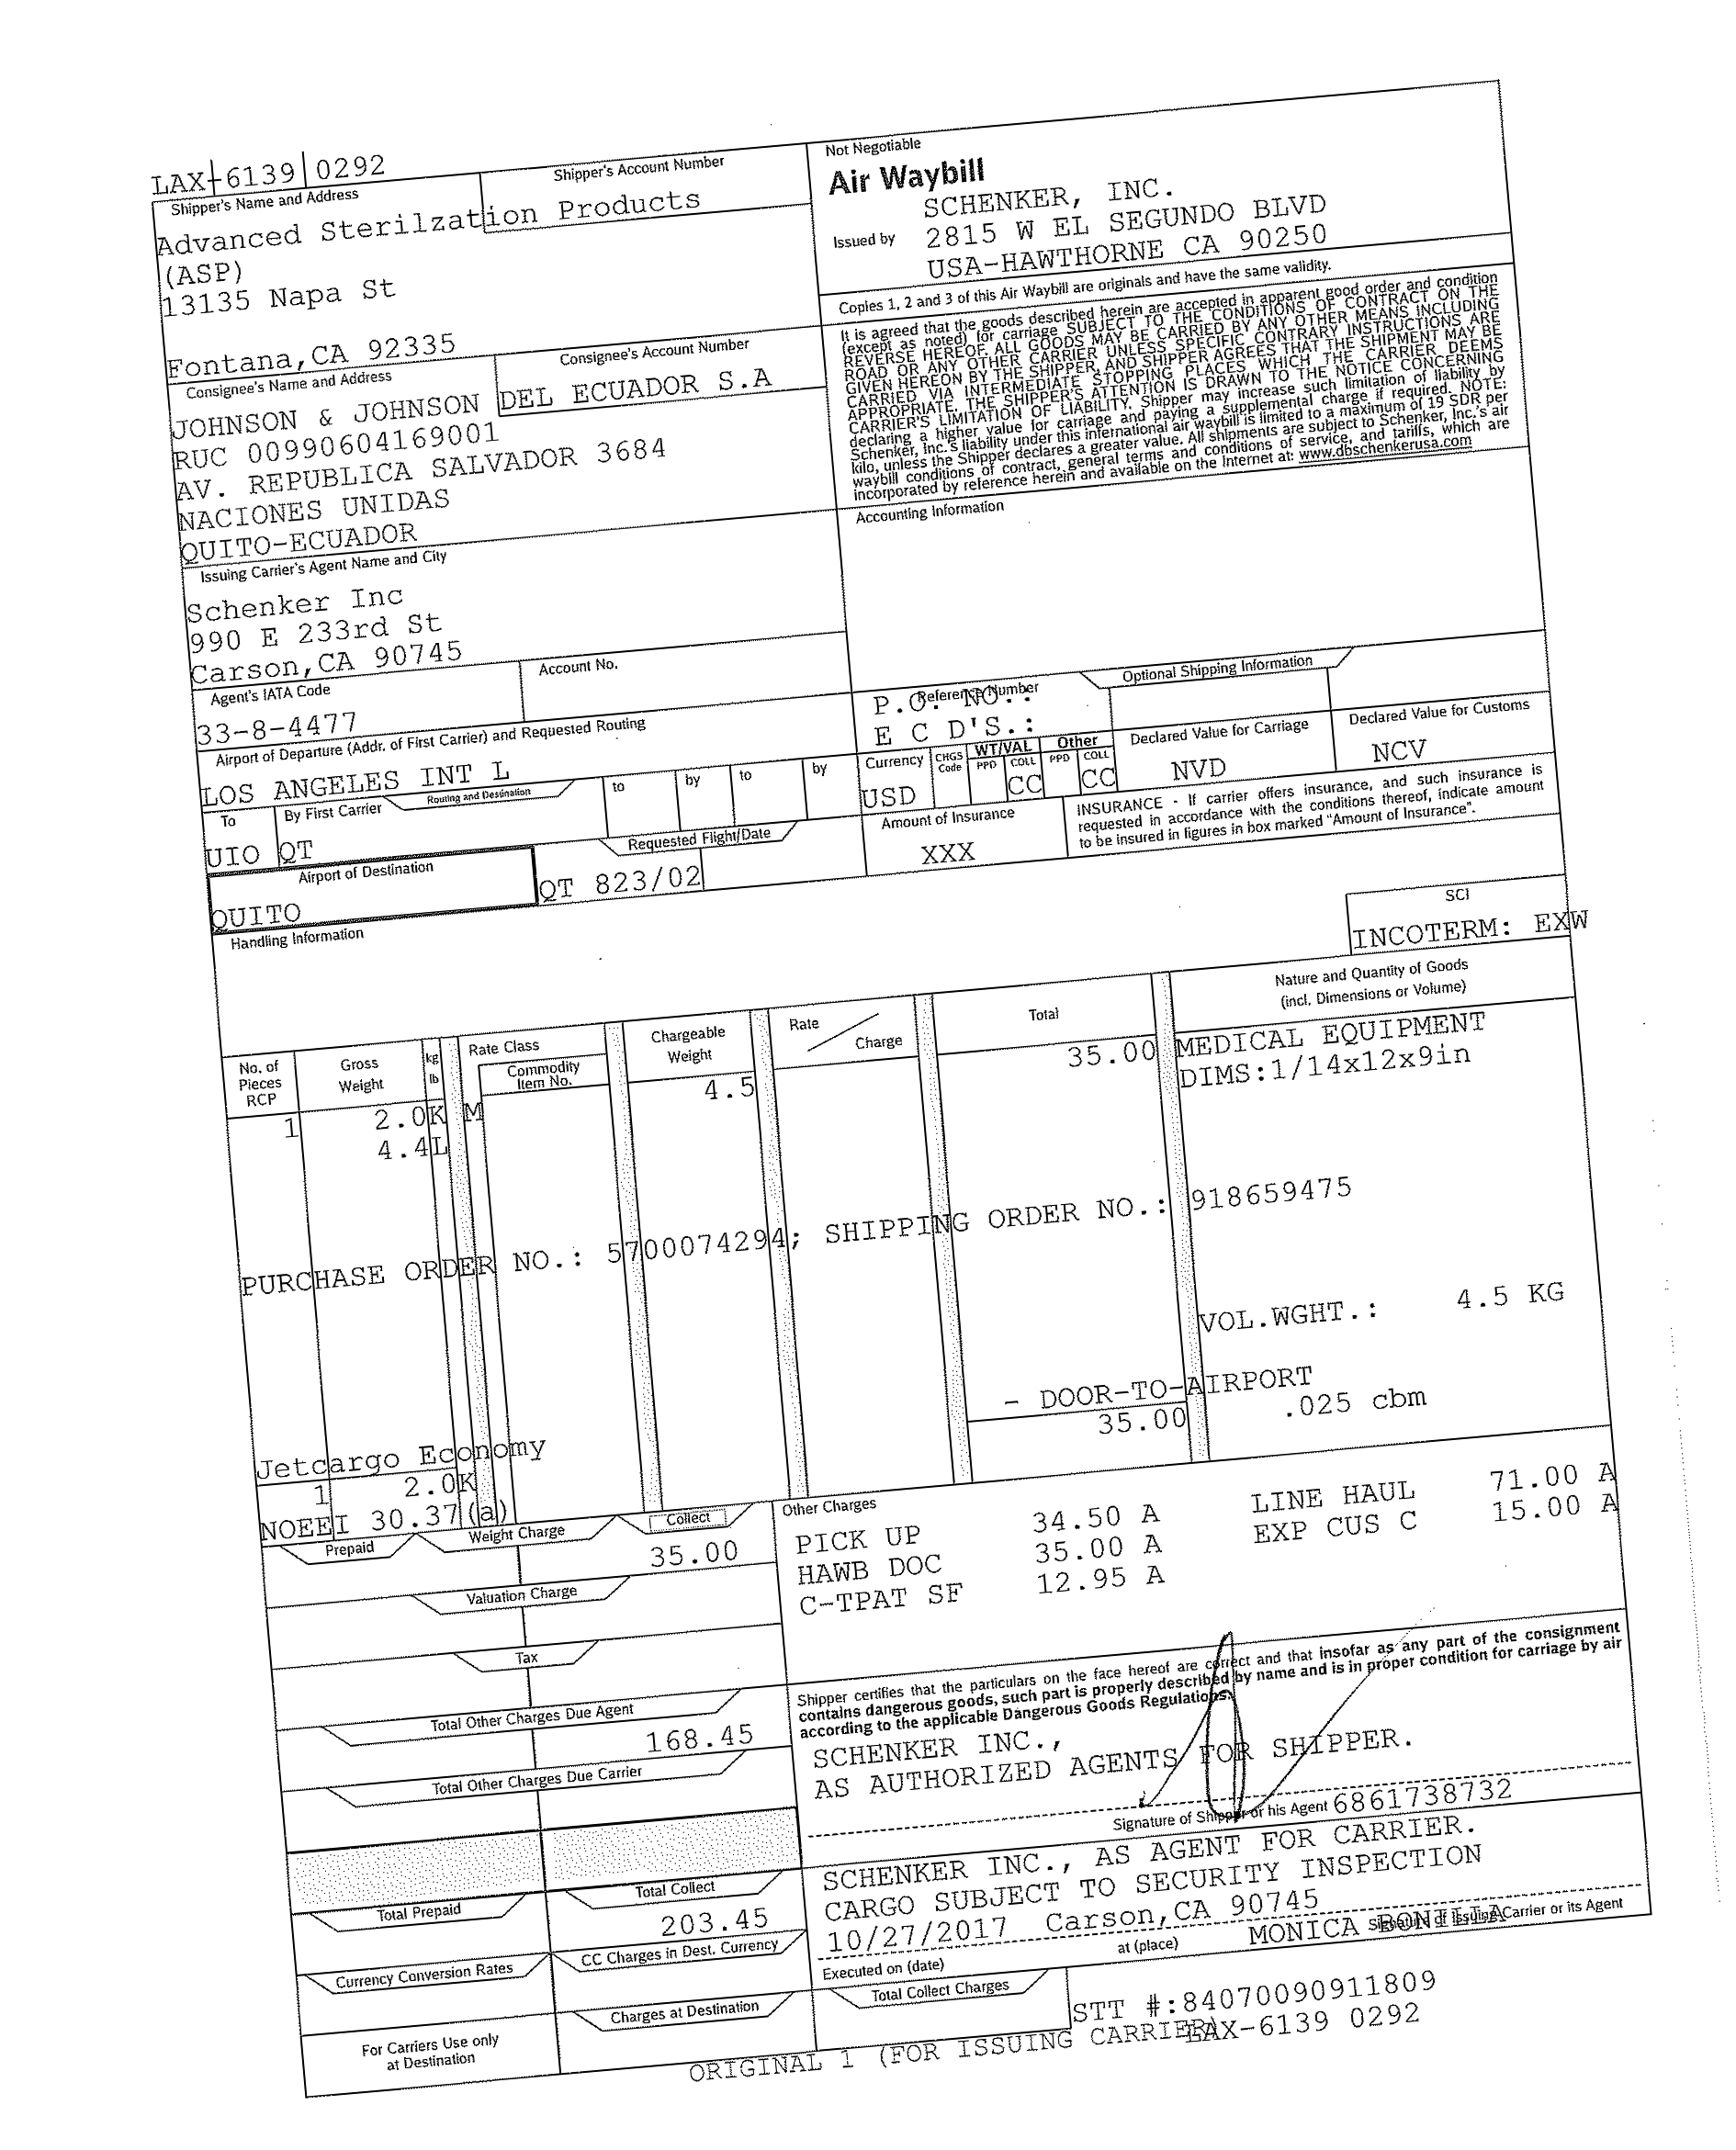 LAX-6139 0292
Shipper's Name and Address
Shipper's Account Number
Advanced Sterilzation Products
(ASP)
13135 Napa St
Fontana,CA 92335
Not Negotiable
Air Waybill
Issued by
SCHENKER, INC.
2815 W EL SEGUNDO BLVD
USA-HAWTHORNE CA 90250
Copies 1, 2 and 3 of this Air Waybill are originals and have the same validity.
Consignee's Name and Address
Consignee's Account Number
JOHNSON & JOHNSON DEL ECUADOR S.A
RUC 00990604169001
AV. REPUBLICA SALVADOR 3684
NACIONES UNIDAS
QUITO-ECUADOR
It is agreed that the goods described herein are accepted in apparent good order and condition
(except as noted) for carriage SUBJECT TO THE CONDITIONS OF CONTRACT ON THE
REVERSE HEREOF. ALL GOODS MAY BE CARRIED BY ANY OTHER MEANS INCLUDING
ROAD OR ANY OTHER CARRIER UNLESS SPECIFIC CONTRARY INSTRUCTIONS ARE
GIVEN HEREON BY THE SHIPPER, AND SHIPPER AGREES THAT THE SHIPMENT MAY BE
CARRIED VIA INTERMEDIATE STOPPING PLACES WHICH THE CARRIER DEEMS
APPROPRIATE. THE SHIPPER'S ATTENTION IS DRAWN TO THE NOTICE CONCERNING
CARRIER'S LIMITATION OF LIABILITY. Shipper may increase such limitation of liability by
declaring a higher value for carriage and paying a supplemental charge if required. NOTE:
Schenker, Inc.'s liability under this international air waybill is limited to a maximum of 19 SDR per
kilo, unless the Shipper declares a greater value. All shipments are subject to Schenker, Inc.'s air
waybill conditions of contract, general terms and conditions of service, and tariffs, which are
incorporated by reference herein and available on the Internet at: www.dbschenkerusa.com
Issuing Carrier's Agent Name and City
Schenker Inc
990 E 233rd St
Carson,CA 90745
Accounting Information
Agent's IATA Code
Account No.
33-8-4477
Airport of Departure (Addr. of First Carrier) and Requested Routing
LOS ANGELES INT L
Reference Number
P.O. NO.:
E C D'S.:
Optional Shipping Information
To
By First Carrier
Routing and Destination
to
by
to
by
UIO QT
Currency
CHGS Code
WT/VAL
PPD
COLL
Other
PPD
COLL
Declared Value for Carriage
Declared Value for Customs
USD
CC
CC
NVD
NCV
Airport of Destination
Requested Flight/Date
QUITO
QT 823/02
Amount of Insurance
XXX
INSURANCE - If carrier offers insurance, and such insurance is
requested in accordance with the conditions thereof, indicate amount
to be insured in figures in box marked "Amount of Insurance".
Handling Information
SCI
INCOTERM: EXW
No. of
Pieces
RCP
Gross
Weight
kg
lb
Rate Class
Commodity
Item No.
Chargeable
Weight
Rate
Charge
Total
Nature and Quantity of Goods
(incl. Dimensions or Volume)
1 2.0K M 4.5 35.00 MEDICAL EQUIPMENT
4.4L DIMS:1/14x12x9in
PURCHASE ORDER NO.: 5700074294; SHIPPING ORDER NO.: 918659475
VOL.WGHT.: 4.5 KG
- DOOR-TO-AIRPORT
35.00 .025 cbm
Jetcargo Economy
1 2.0K
NOEEI 30.37(a)
Prepaid
Weight Charge
Collect
35.00
Valuation Charge
Tax
Total Other Charges Due Agent
168.45
Total Other Charges Due Carrier
Other Charges
PICK UP 34.50 A LINE HAUL 71.00 A
HAWB DOC 35.00 A EXP CUS C 15.00 A
C-TPAT SF 12.95 A
Shipper certifies that the particulars on the face hereof are correct and that insofar as any part of the consignment
contains dangerous goods, such part is properly described by name and is in proper condition for carriage by air
according to the applicable Dangerous Goods Regulations.
SCHENKER INC.,
AS AUTHORIZED AGENTS FOR SHIPPER.
Signature of Shipper or his Agent 6861738732
Total Prepaid
Total Collect
203.45
SCHENKER INC., AS AGENT FOR CARRIER.
CARGO SUBJECT TO SECURITY INSPECTION
10/27/2017 Carson,CA 90745
MONICA BONILLA
Executed on (date)
at (place)
Signature of Issuing Carrier or its Agent
Currency Conversion Rates
CC Charges in Dest. Currency
For Carriers Use only
at Destination
Charges at Destination
Total Collect Charges
STT #:84070090911809
LAX-6139 0292
ORIGINAL 1 (FOR ISSUING CARRIER)